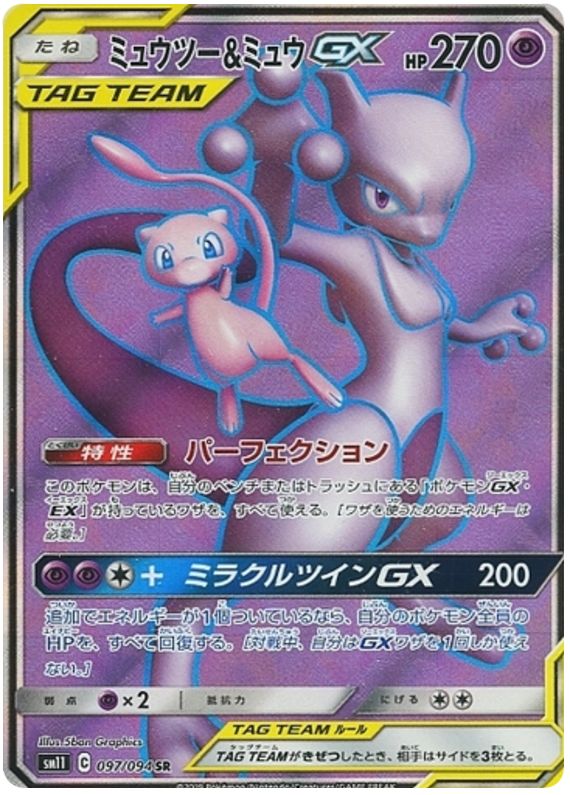 たね ミュウツー&ミュウGX HP270
TAG TEAM
特性 パーフェクション
このポケモンは、自分のベンチまたはトラッシュにある「ポケモンGX・
EX」が持っているワザを、すべて使える。[ワザを使うためのエネルギーは
必要。]
+ ミラクルツインGX 200
追加でエネルギーが1個ついているなら、自分のポケモン全員の
HPを、すべて回復する。[対戦中、自分はGXワザを1回しか使え
ない。]
弱点 ×2 抵抗力 にげる
Illus. 5ban Graphics
TAG TEAM ルール
sm11 C 097/094 SR
TAG TEAMがきぜつしたとき、相手はサイドを3枚とる。
©2019 Pokémon/Nintendo/Creatures/GAME FREAK